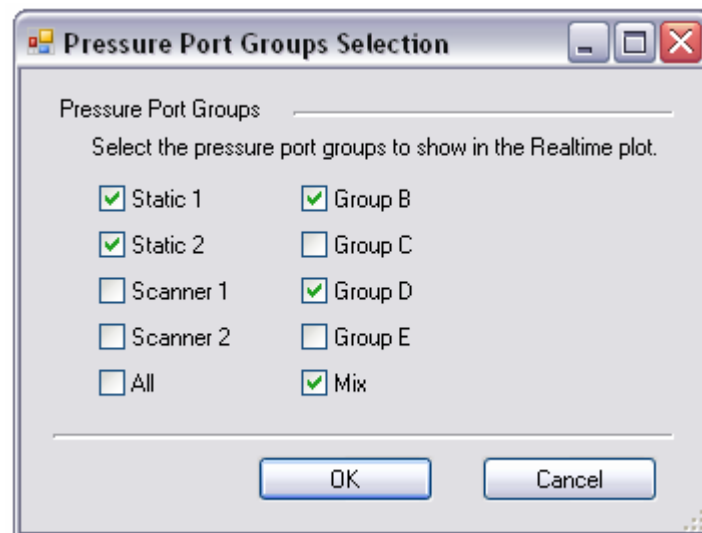 Pressure Port Groups Selection
Pressure Port Groups
Select the pressure port groups to show in the Realtime plot.
Static 1 Group B
Static 2 Group C
Scanner 1 Group D
Scanner 2 Group E
All Mix
OK Cancel